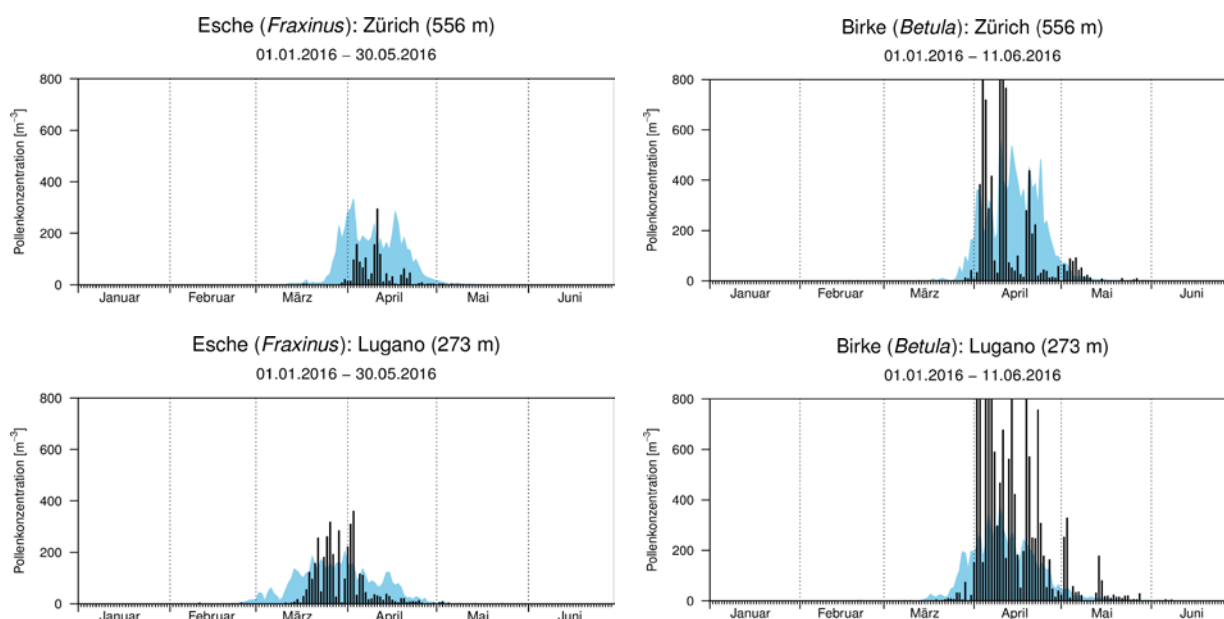 Esche (Fraxinus): Zürich (556 m)
01.01.2016 – 30.05.2016
Pollenkonzentration [m⁻³]
800
600
400
200
0
Januar Februar März April Mai Juni
Birke (Betula): Zürich (556 m)
01.01.2016 – 11.06.2016
Pollenkonzentration [m⁻³]
800
600
400
200
0
Januar Februar März April Mai Juni
Esche (Fraxinus): Lugano (273 m)
01.01.2016 – 30.05.2016
Pollenkonzentration [m⁻³]
800
600
400
200
0
Januar Februar März April Mai Juni
Birke (Betula): Lugano (273 m)
01.01.2016 – 11.06.2016
Pollenkonzentration [m⁻³]
800
600
400
200
0
Januar Februar März April Mai Juni